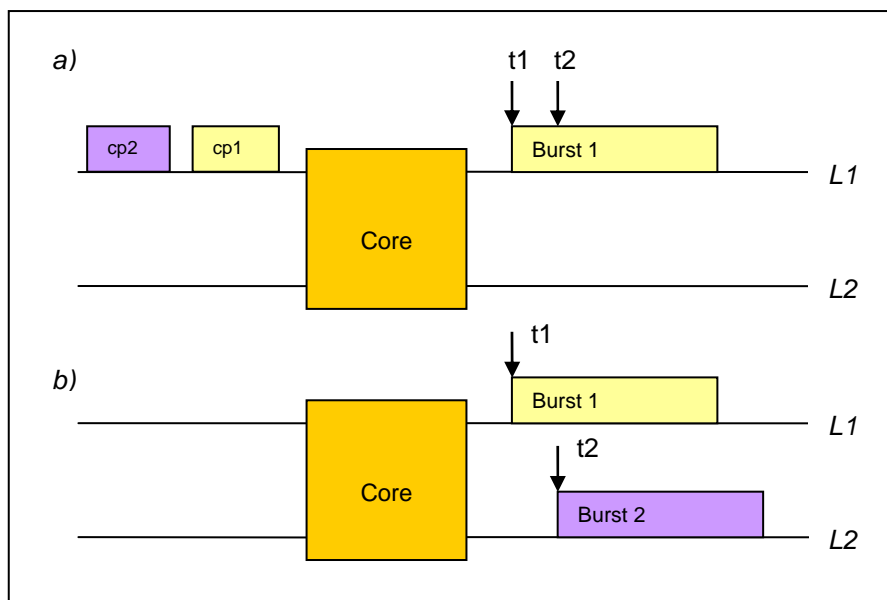 a)
t1 t2
cp2 cp1 Burst 1
L1
Core
L2
t1
b)
Burst 1
L1
t2
Core
Burst 2
L2